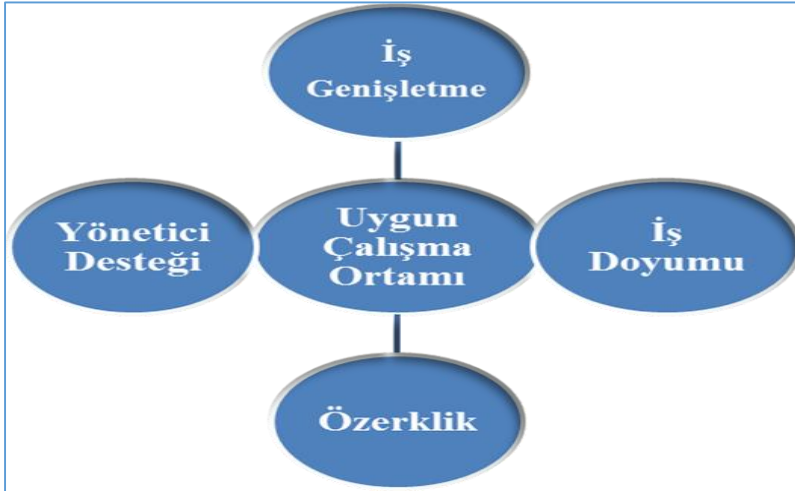 İş
Genişletme
Yönetici
Desteği
Uygun
Çalışma
Ortamı
İş
Doyumu
Özerklik